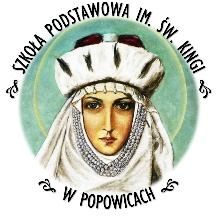 SZKOŁA PODSTAWOWA IM. ŚW. KINGI
W POPOWICACH